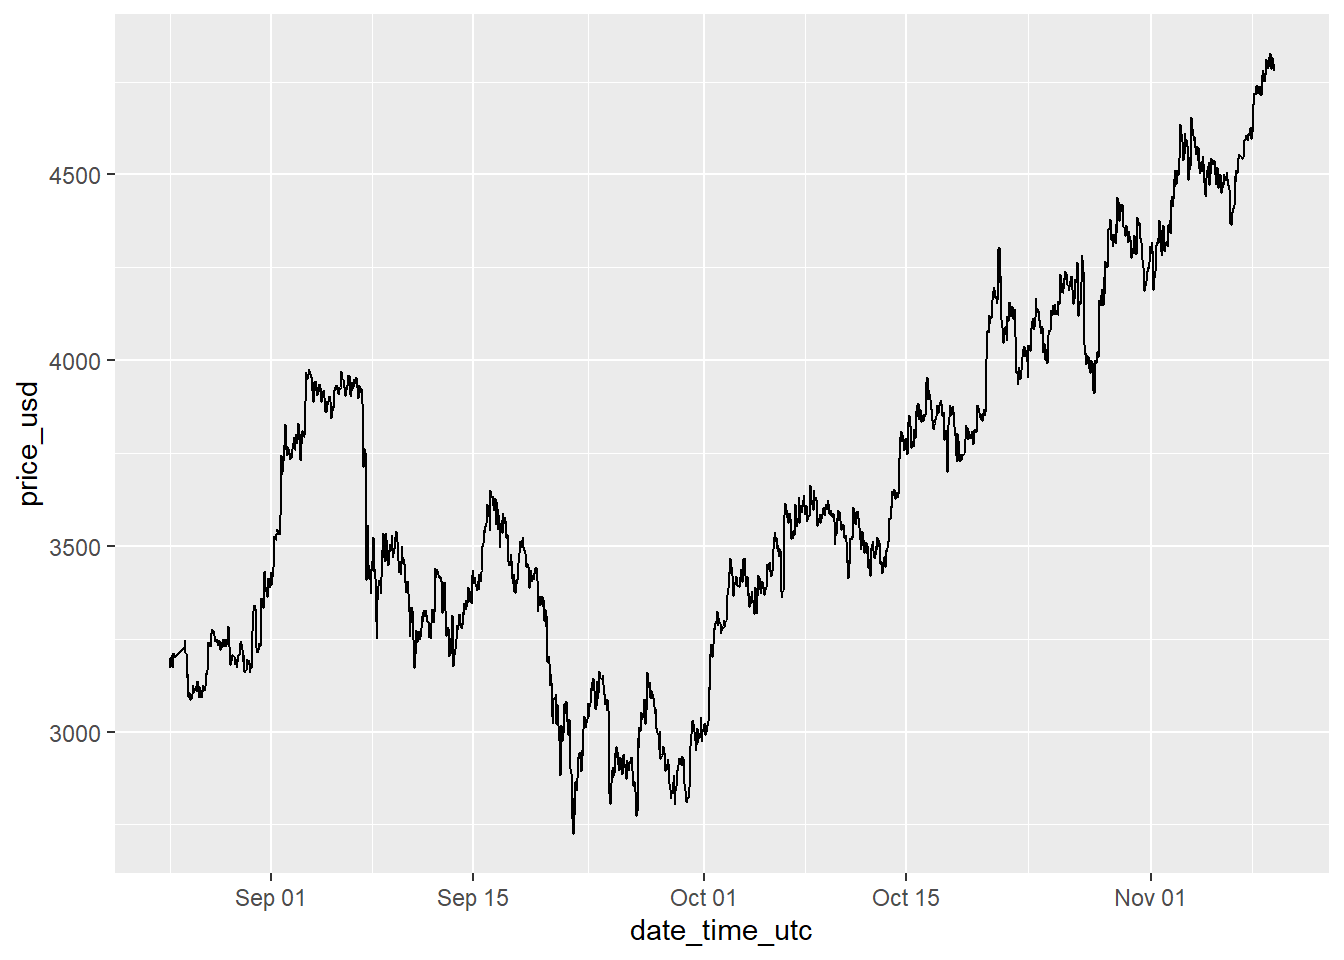 price_usd
4500
4000
3500
3000
Sep 01
Sep 15
Oct 01
Oct 15
Nov 01
date_time_utc